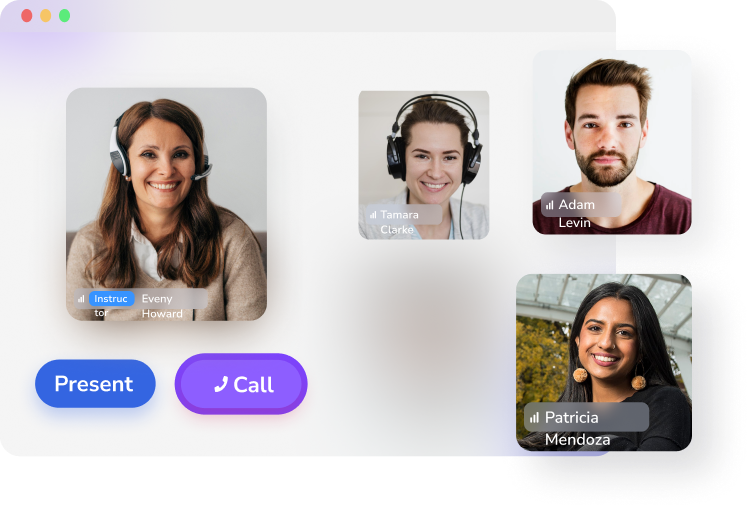 Tamara
Clarke
Adam
Levin
Instruc
tor
Eveny
Howard
Present
Call
Patricia
Mendoza